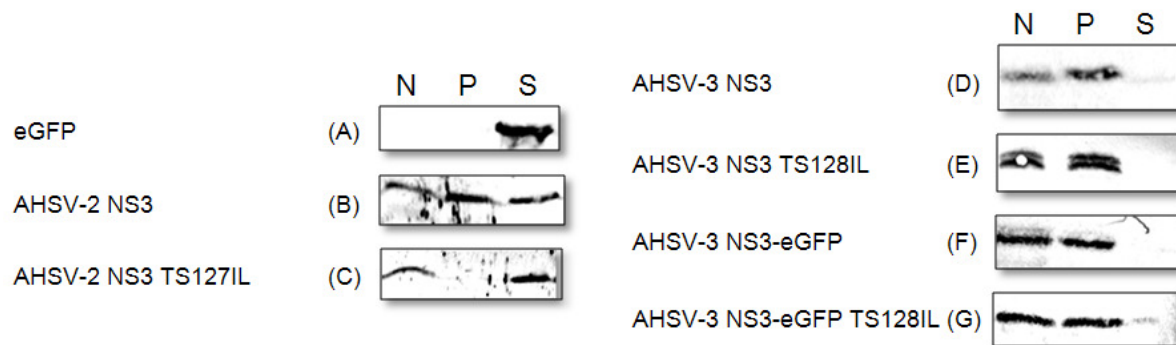 N P S
eGFP (A)
AHSV-2 NS3 (B)
AHSV-2 NS3 TS127IL (C)
N P S
AHSV-3 NS3 (D)
AHSV-3 NS3 TS128IL (E)
AHSV-3 NS3-eGFP (F)
AHSV-3 NS3-eGFP TS128IL (G)